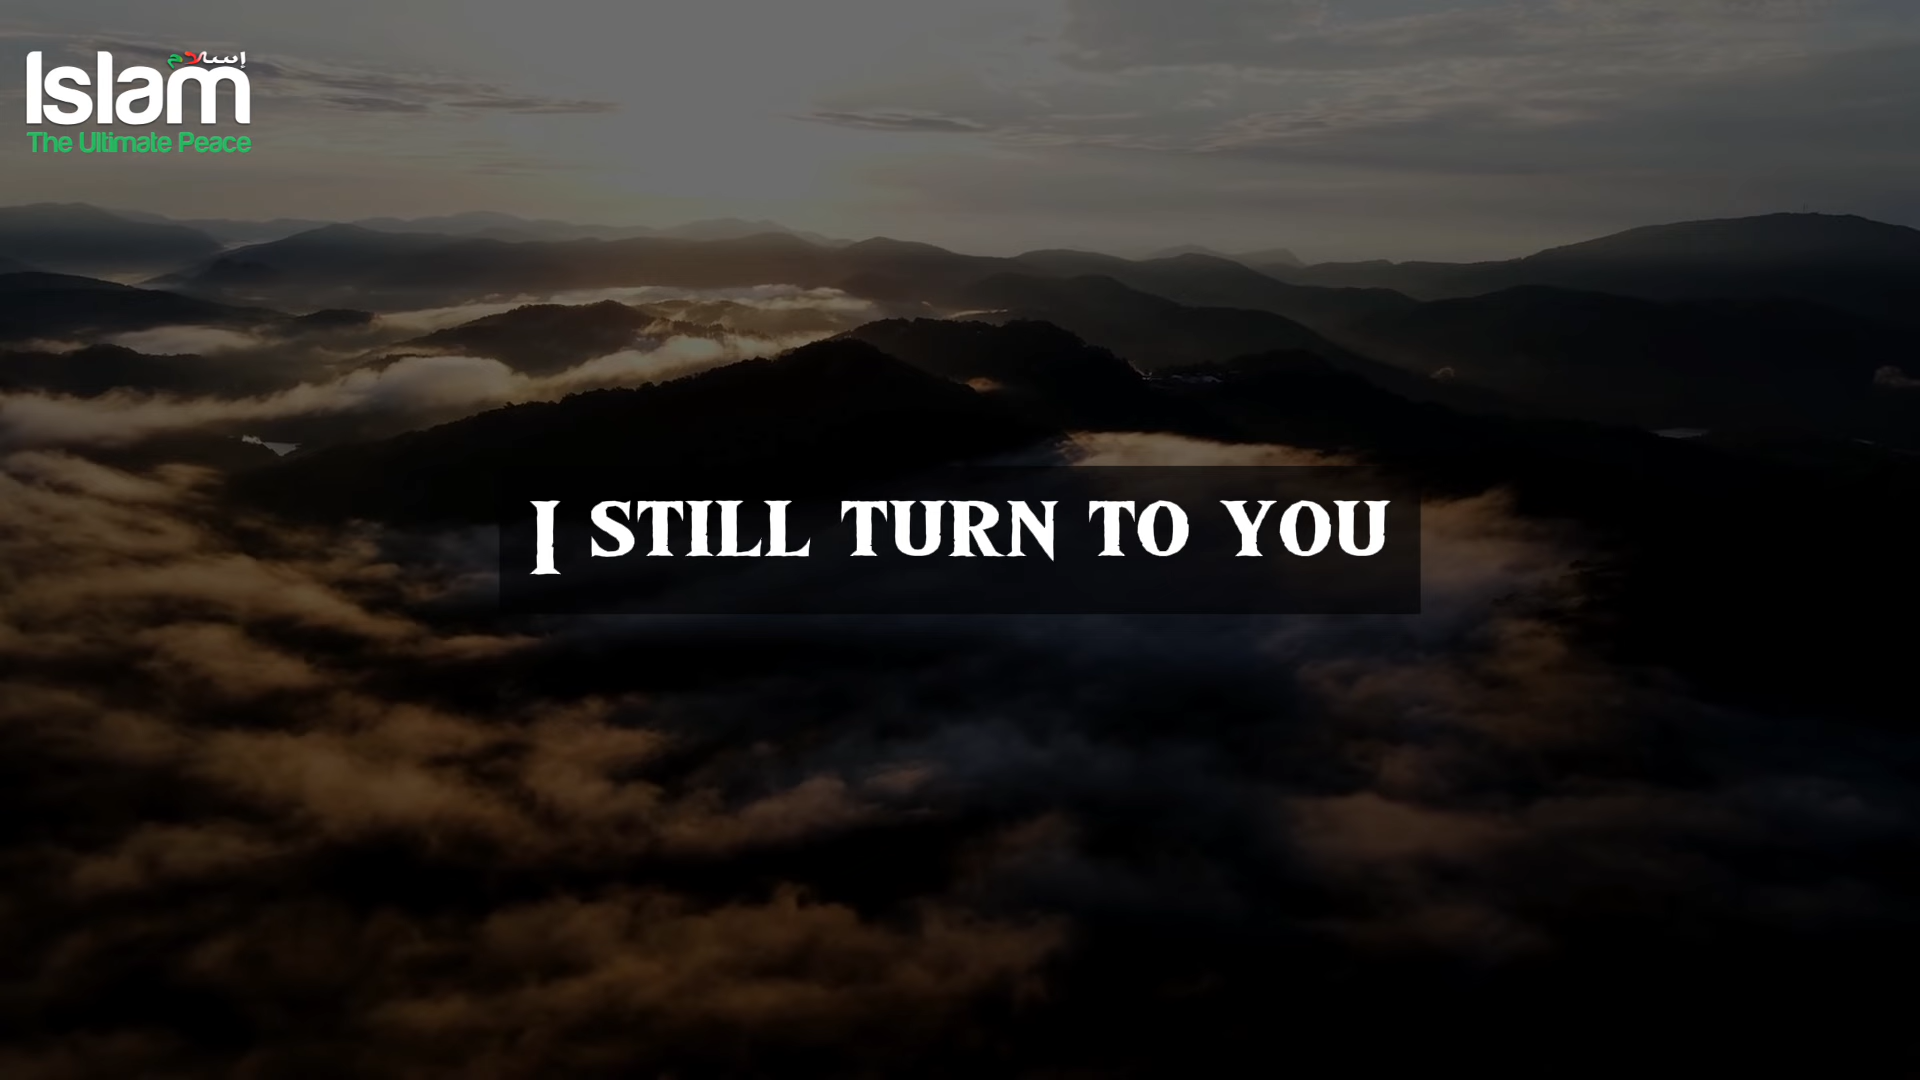 إسلام
Islam
The Ultimate Peace
I STILL TURN TO YOU